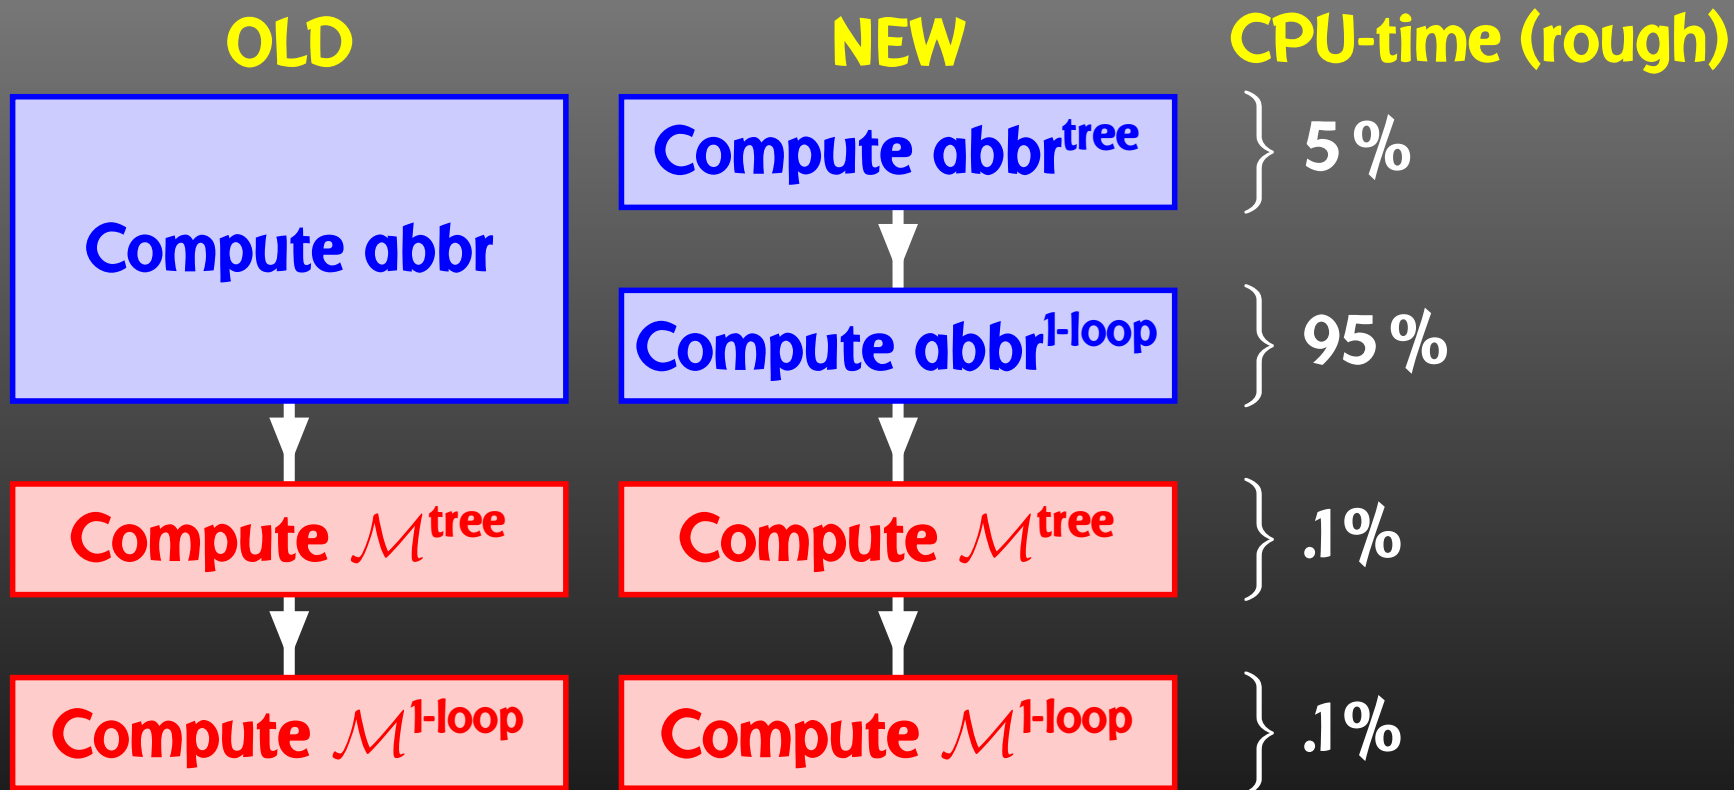 OLD NEW CPU-time (rough)
Compute abbr
Compute abbr^tree
5 %
Compute abbr^1-loop
95 %
Compute ℳ^tree
Compute ℳ^tree
.1%
Compute ℳ^1-loop
Compute ℳ^1-loop
.1%